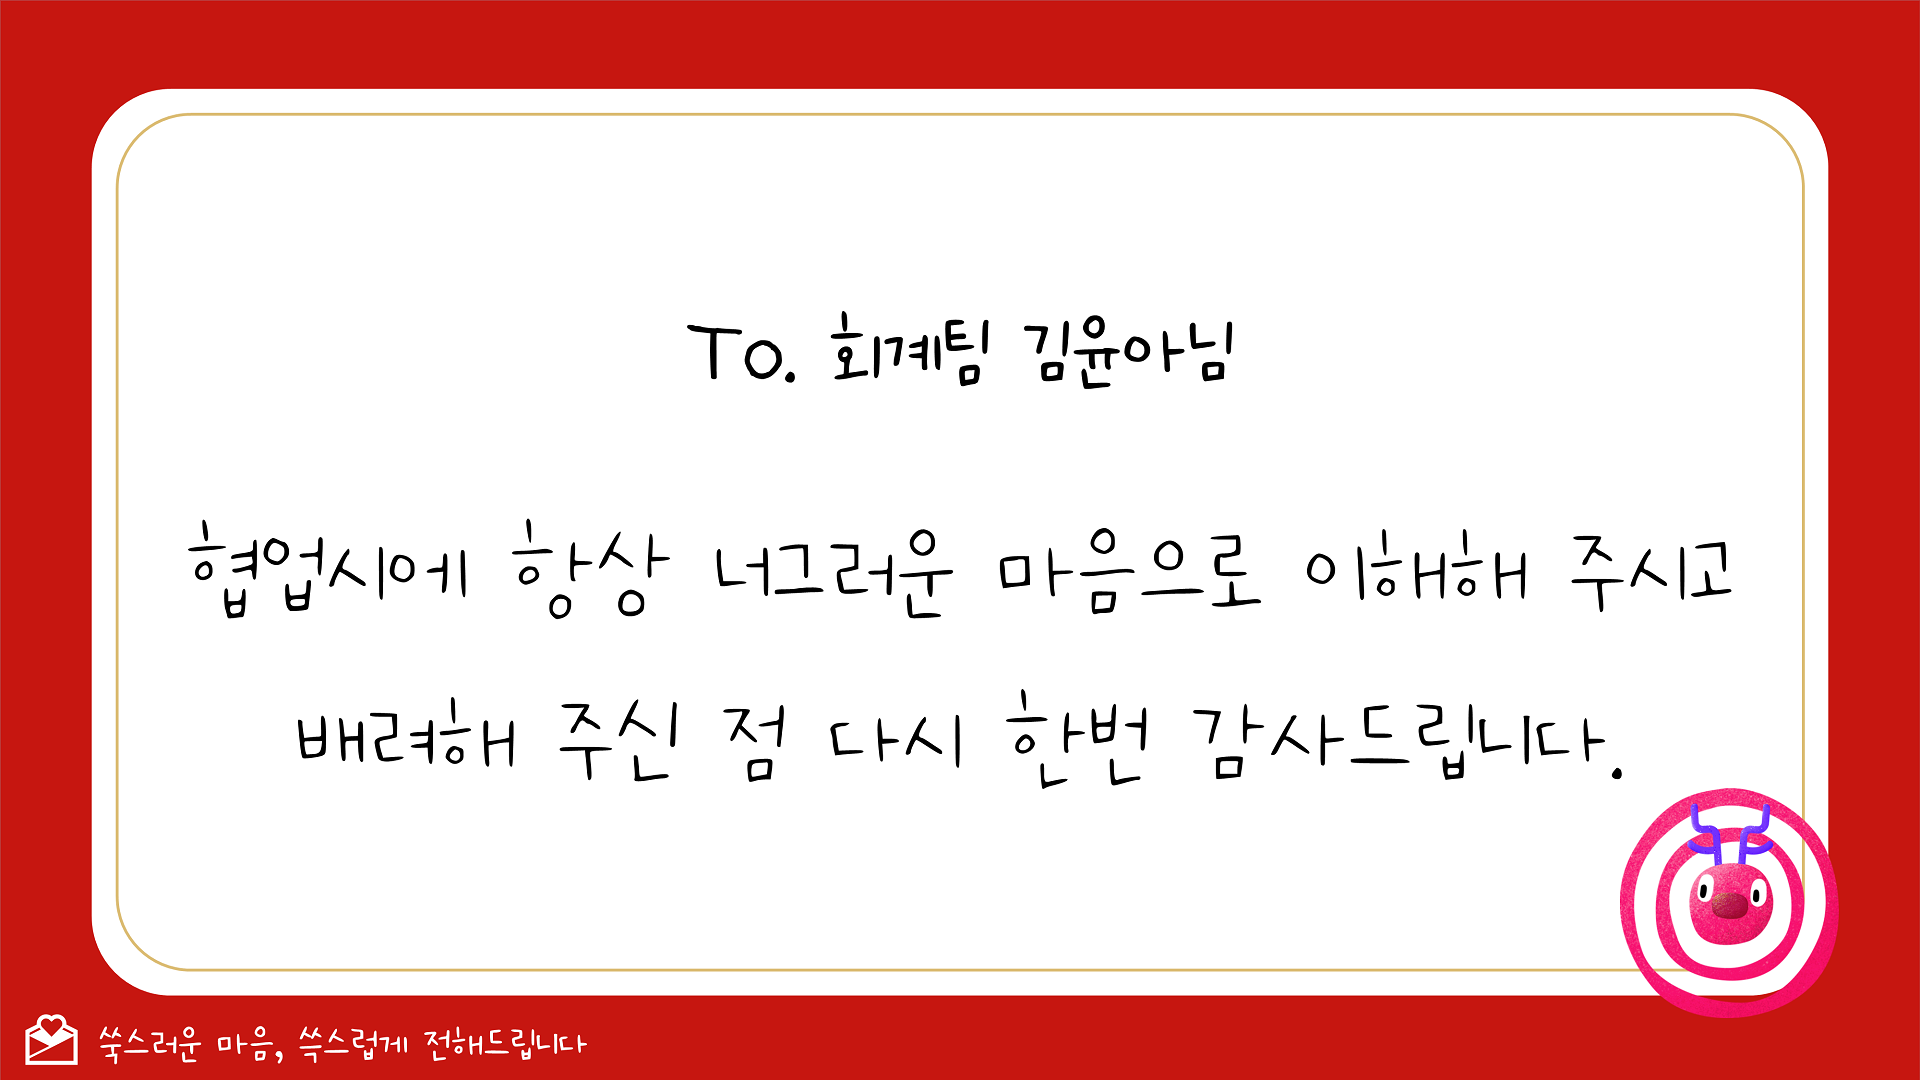 To. 회계팀 김윤아님
협업시에 항상 너그러운 마음으로 이해해 주시고
배려해 주신 점 다시 한번 감사드립니다.
쑥스러운 마음, 쓱스럽게 전해드립니다